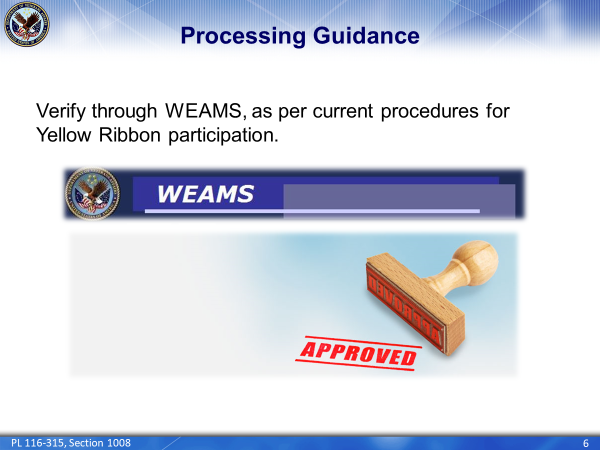 Processing Guidance
Verify through WEAMS, as per current procedures for
Yellow Ribbon participation.
WEAMS
APPROVED
PL 116-315, Section 1008
6